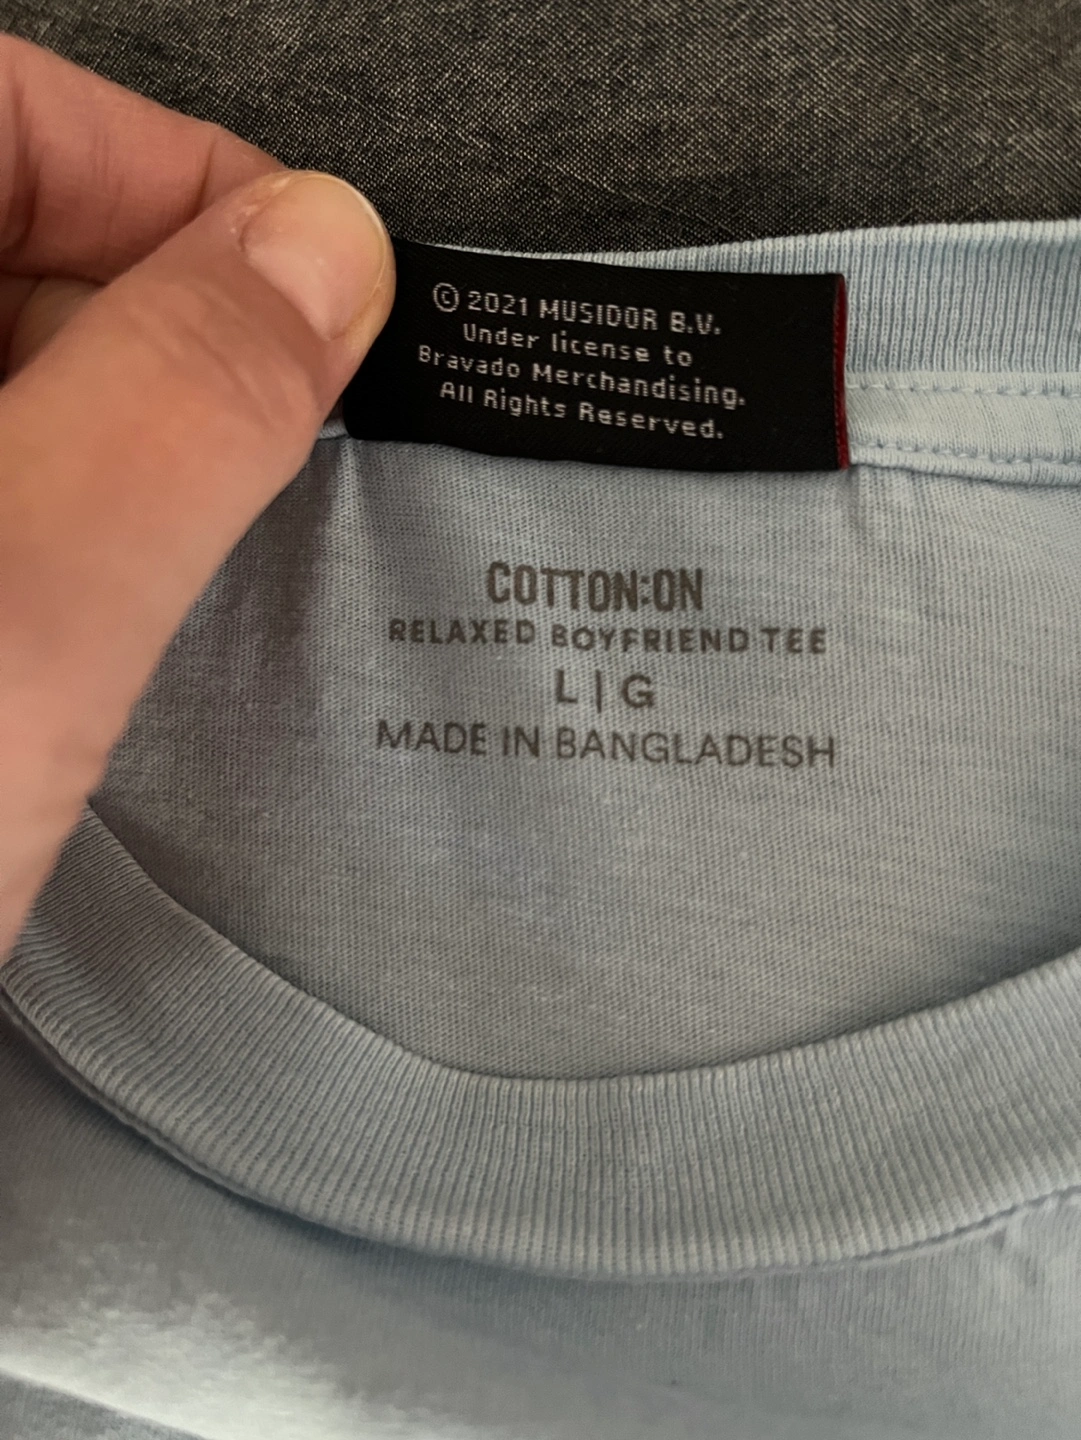 © 2021 MUSIDOR B.V.
Under license to
Bravado Merchandising.
All Rights Reserved.
COTTON:ON
RELAXED BOYFRIEND TEE
L | G
MADE IN BANGLADESH